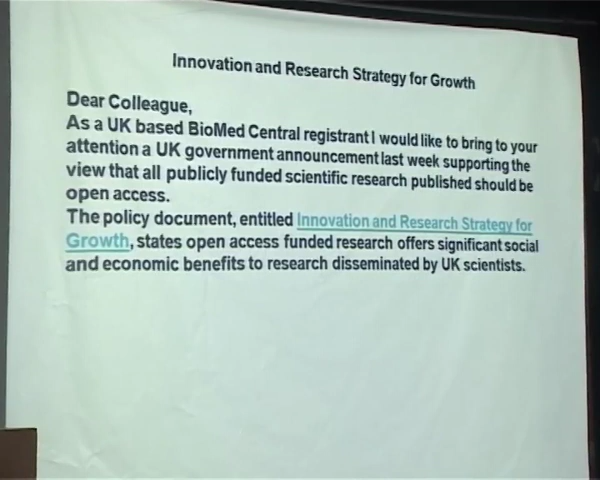 Innovation and Research Strategy for Growth
Dear Colleague,
As a UK based BioMed Central registrant I would like to bring to your
attention a UK government announcement last week supporting the
view that all publicly funded scientific research published should be
open access.
The policy document, entitled Innovation and Research Strategy for
Growth, states open access funded research offers significant social
and economic benefits to research disseminated by UK scientists.